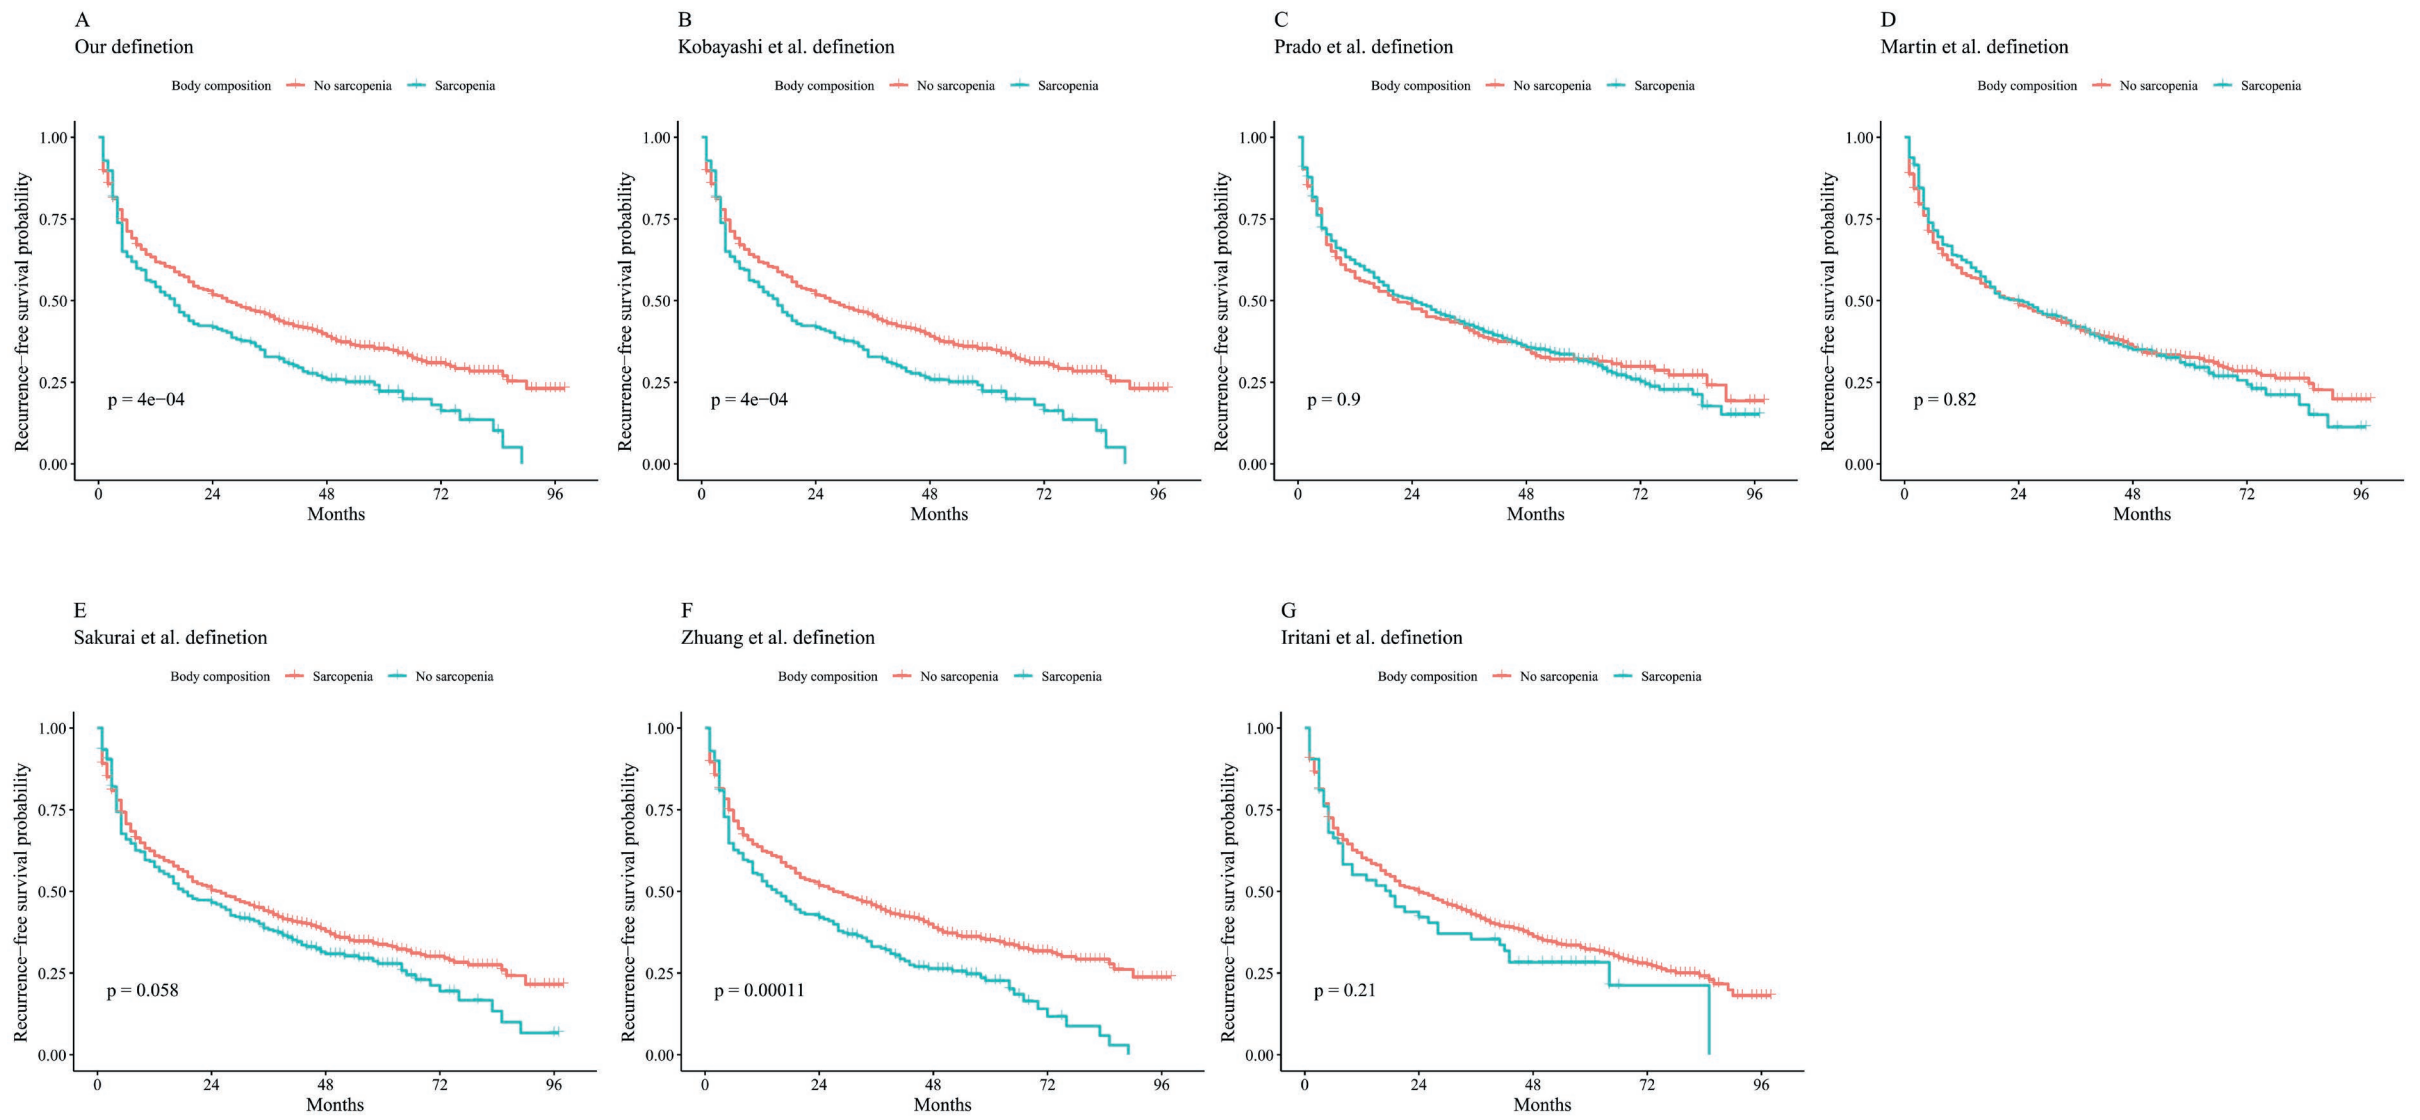 A
Our definetion
Body composition No sarcopenia Sarcopenia
Recurrence−free survival probability
1.00
0.75
0.50
0.25
0.00
p = 4e−04
0 24 48 72 96
Months
B
Kobayashi et al. definetion
Body composition No sarcopenia Sarcopenia
Recurrence−free survival probability
1.00
0.75
0.50
0.25
0.00
p = 4e−04
0 24 48 72 96
Months
C
Prado et al. definetion
Body composition No sarcopenia Sarcopenia
Recurrence−free survival probability
1.00
0.75
0.50
0.25
0.00
p = 0.9
0 24 48 72 96
Months
D
Martin et al. definetion
Body composition No sarcopenia Sarcopenia
Recurrence−free survival probability
1.00
0.75
0.50
0.25
0.00
p = 0.82
0 24 48 72 96
Months
E
Sakurai et al. definetion
Body composition Sarcopenia No sarcopenia
Recurrence−free survival probability
1.00
0.75
0.50
0.25
0.00
p = 0.058
0 24 48 72 96
Months
F
Zhuang et al. definetion
Body composition No sarcopenia Sarcopenia
Recurrence−free survival probability
1.00
0.75
0.50
0.25
0.00
p = 0.00011
0 24 48 72 96
Months
G
Iritani et al. definetion
Body composition No sarcopenia Sarcopenia
Recurrence−free survival probability
1.00
0.75
0.50
0.25
0.00
p = 0.21
0 24 48 72 96
Months